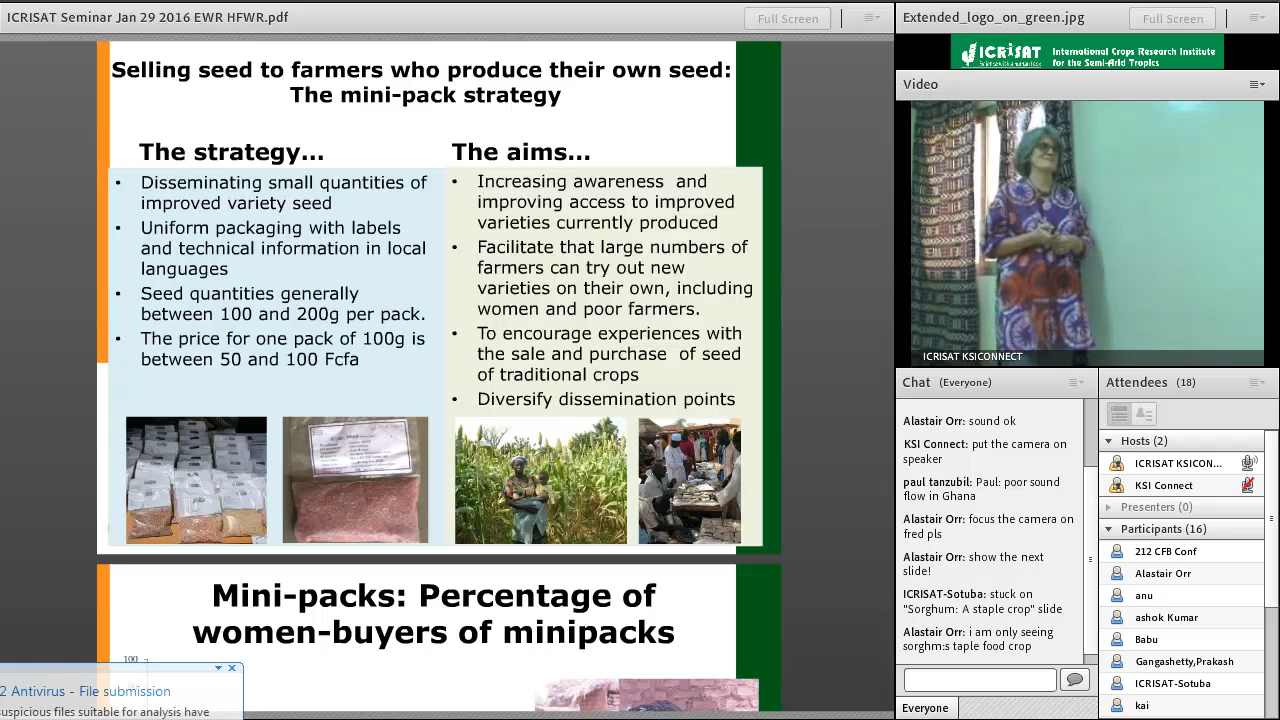 ICRISAT Seminar Jan 29 2016 EWR HFWR.pdf
Full Screen
Selling seed to farmers who produce their own seed:
The mini-pack strategy
The strategy...
• Disseminating small quantities of
improved variety seed
• Uniform packaging with labels
and technical information in local
languages
• Seed quantities generally
between 100 and 200g per pack.
• The price for one pack of 100g is
between 50 and 100 Fcfa
The aims...
• Increasing awareness and
improving access to improved
varieties currently produced
• Facilitate that large numbers of
farmers can try out new
varieties on their own, including
women and poor farmers.
• To encourage experiences with
the sale and purchase of seed
of traditional crops
• Diversify dissemination points
Mini-packs: Percentage of
women-buyers of minipacks
100
2 Antivirus - File submission
suspicious files suitable for analysis have
Extended_logo_on_green.jpg
Full Screen
ICRISAT
International Crops Research Institute
for the Semi-Arid Tropics
Video
ICRISAT KSICONNECT
Chat (Everyone)
Alastair Orr: sound ok
KSI Connect: put the camera on
speaker
paul tanzubil: Paul: poor sound
flow in Ghana
Alastair Orr: focus the camera on
fred pls
Alastair Orr: show the next
slide!
ICRISAT-Sotuba: stuck on
"Sorghum: A staple crop" slide
Alastair Orr: i am only seeing
sorghm:s taple food crop
Everyone
Attendees (18)
Hosts (2)
ICRISAT KSICON...
KSI Connect
Presenters (0)
Participants (16)
212 CFB Conf
Alastair Orr
anu
ashok Kumar
Babu
Gangashetty,Prakash
ICRISAT-Sotuba
kai